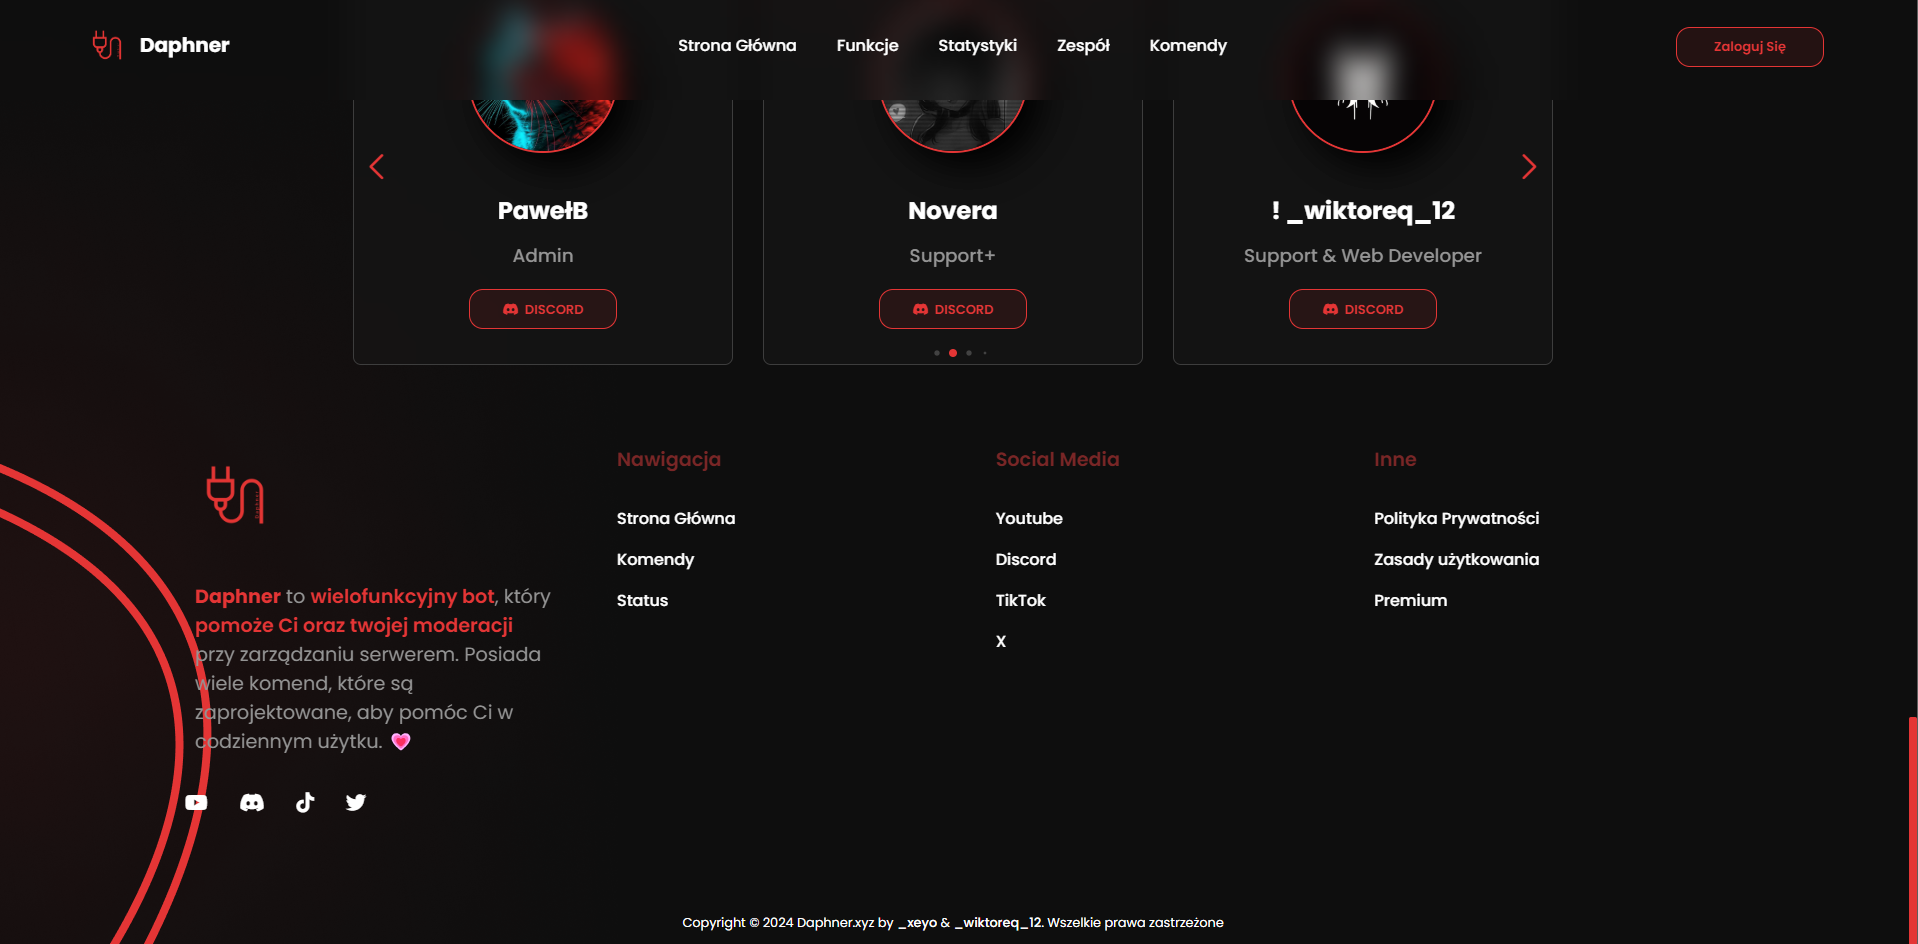 Daphner
Strona Główna
Funkcje
Statystyki
Zespół
Komendy
Zaloguj Się
PawełB
Admin
DISCORD
Novera
Support+
DISCORD
! _wiktoreq_12
Support & Web Developer
DISCORD
Daphner to wielofunkcyjny bot, który
pomoże Ci oraz twojej moderacji
przy zarządzaniu serwerem. Posiada
wiele komend, które są
zaprojektowane, aby pomóc Ci w
codziennym użytku. 💗
Nawigacja
Strona Główna
Komendy
Status
Social Media
Youtube
Discord
TikTok
X
Inne
Polityka Prywatności
Zasady użytkowania
Premium
Copyright © 2024 Daphner.xyz by _xeyo & _wiktoreq_12. Wszelkie prawa zastrzeżone